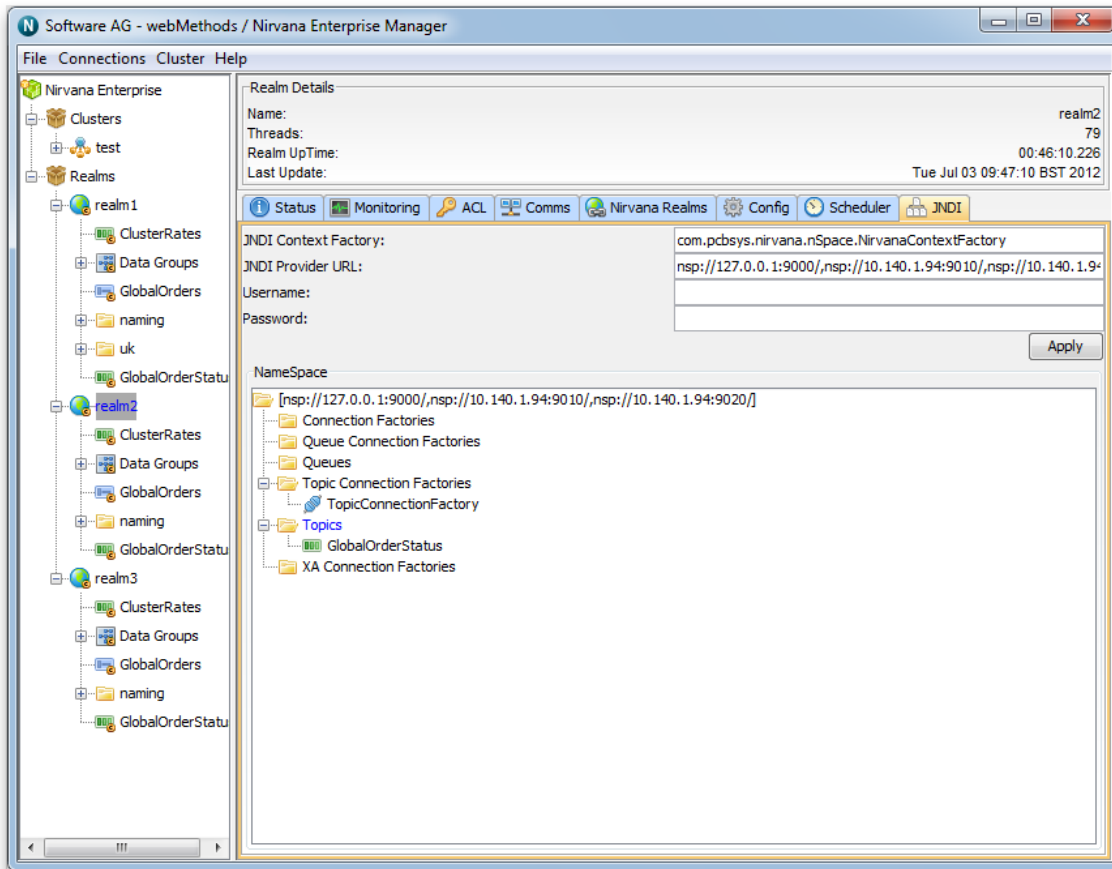 Software AG - webMethods / Nirvana Enterprise Manager
File Connections Cluster Help
Nirvana Enterprise
Clusters
test
Realms
realm1
ClusterRates
Data Groups
GlobalOrders
naming
uk
GlobalOrderStatu
realm2
ClusterRates
Data Groups
GlobalOrders
naming
GlobalOrderStatu
realm3
ClusterRates
Data Groups
GlobalOrders
naming
GlobalOrderStatu
Realm Details
Name: realm2
Threads: 79
Realm UpTime: 00:46:10.226
Last Update: Tue Jul 03 09:47:10 BST 2012
Status Monitoring ACL Comms Nirvana Realms Config Scheduler JNDI
JNDI Context Factory: com.pcbsys.nirvana.nSpace.NirvanaContextFactory
JNDI Provider URL: nsp://127.0.0.1:9000/,nsp://10.140.1.94:9010/,nsp://10.140.1.94
Username:
Password:
Apply
NameSpace
[nsp://127.0.0.1:9000/,nsp://10.140.1.94:9010/,nsp://10.140.1.94:9020/]
Connection Factories
Queue Connection Factories
Queues
Topic Connection Factories
TopicConnectionFactory
Topics
GlobalOrderStatus
XA Connection Factories